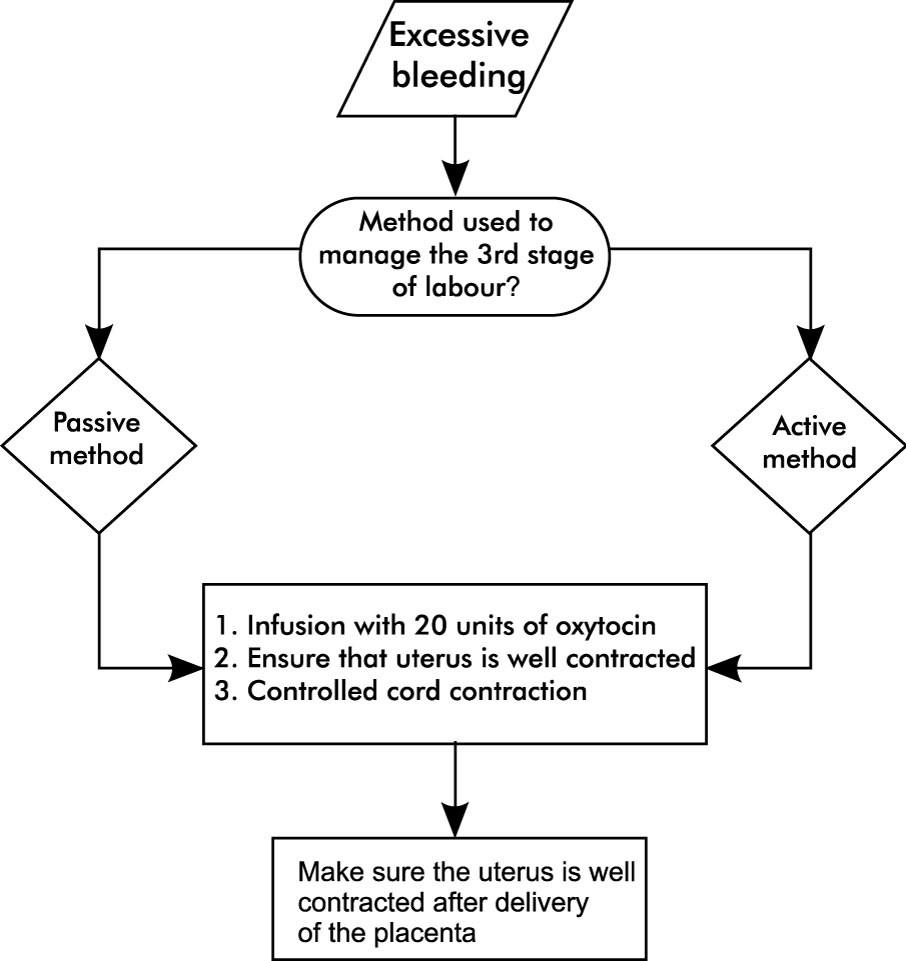 Excessive
bleeding
Method used to
manage the 3rd stage
of labour?
Passive
method
Active
method
1. Infusion with 20 units of oxytocin
2. Ensure that uterus is well contracted
3. Controlled cord contraction
Make sure the uterus is well
contracted after delivery
of the placenta